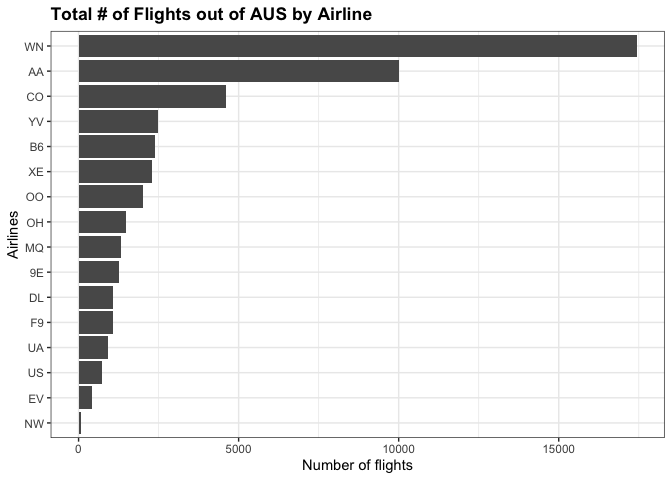 Total # of Flights out of AUS by Airline
Airlines
WN
AA
CO
YV
B6
XE
OO
OH
MQ
9E
DL
F9
UA
US
EV
NW
0 5000 10000 15000
Number of flights